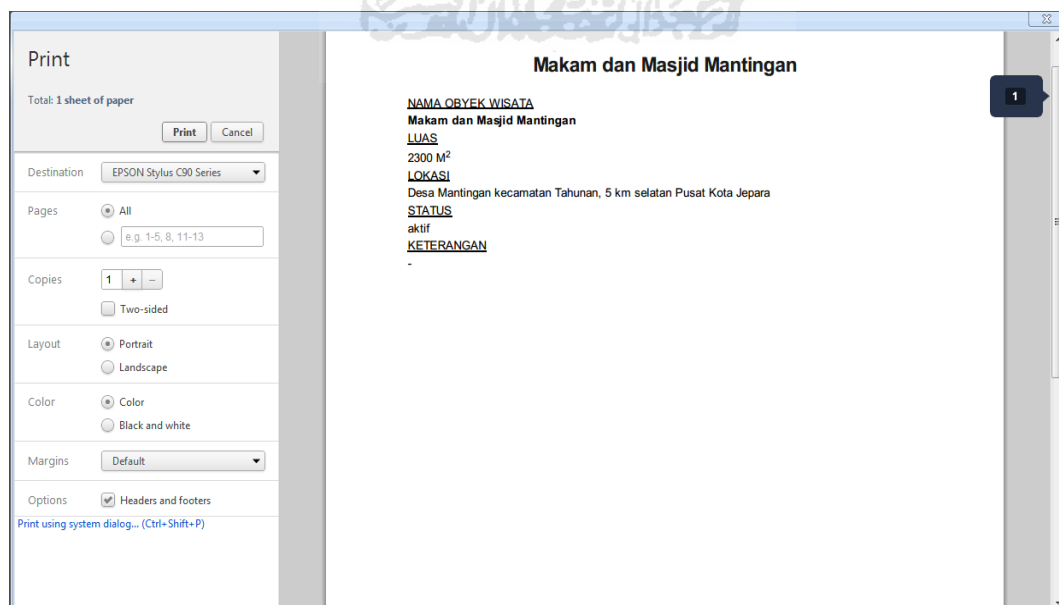 Print
Total: 1 sheet of paper
Print Cancel
Destination EPSON Stylus C90 Series
Pages All
e.g. 1-5, 8, 11-13
Copies 1 + –
Two-sided
Layout Portrait
Landscape
Color Color
Black and white
Margins Default
Options Headers and footers
Print using system dialog... (Ctrl+Shift+P)
Makam dan Masjid Mantingan
NAMA OBYEK WISATA
Makam dan Masjid Mantingan
LUAS
2300 M²
LOKASI
Desa Mantingan kecamatan Tahunan, 5 km selatan Pusat Kota Jepara
STATUS
aktif
KETERANGAN
-
1